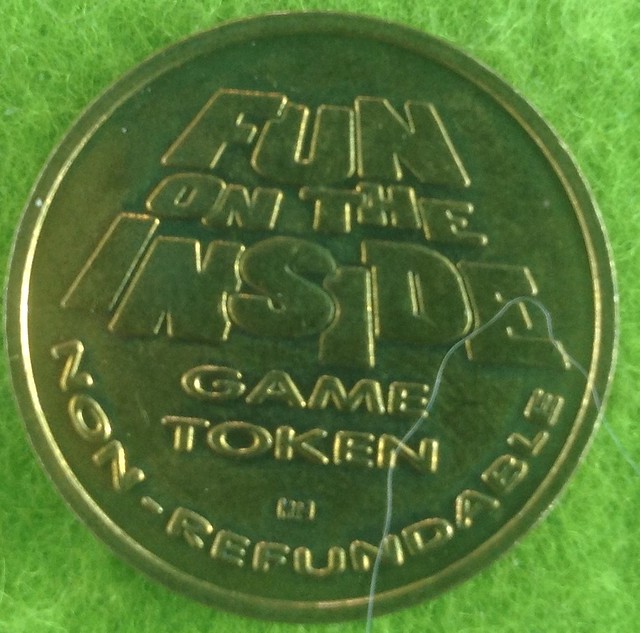 FUN
ON THE
INSIDE
GAME
TOKEN
NON-REFUNDABLE